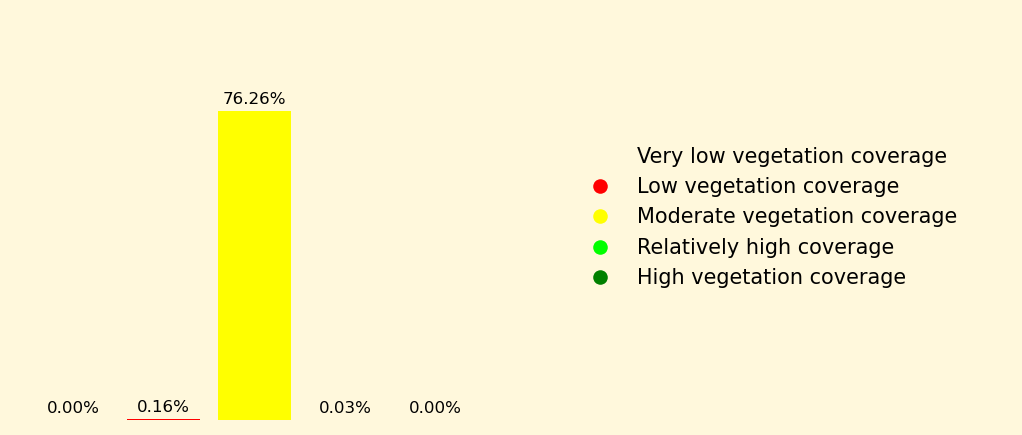 76.26%
0.00%
0.16%
0.03%
0.00%
Very low vegetation coverage
Low vegetation coverage
Moderate vegetation coverage
Relatively high coverage
High vegetation coverage